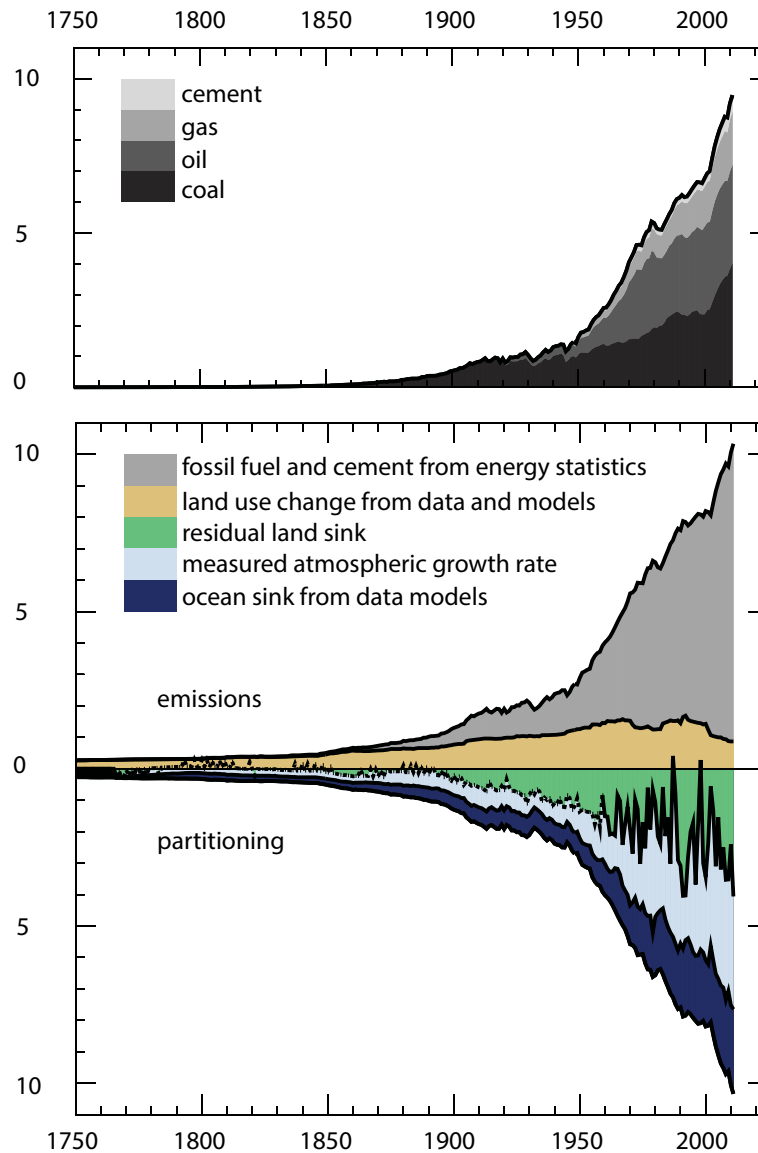 1750 1800 1850 1900 1950 2000
10
cement
gas
oil
coal
5
0
10
fossil fuel and cement from energy statistics
land use change from data and models
residual land sink
measured atmospheric growth rate
ocean sink from data models
5
emissions
0
partitioning
5
10
1750 1800 1850 1900 1950 2000